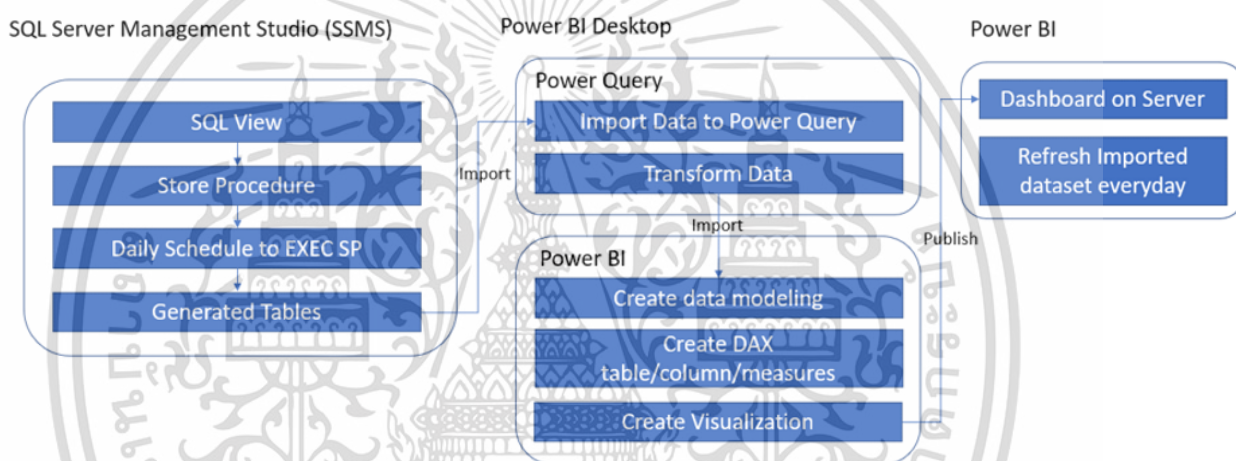 SQL Server Management Studio (SSMS)
SQL View
Store Procedure
Daily Schedule to EXEC SP
Generated Tables
Import
Power BI Desktop
Power Query
Import Data to Power Query
Transform Data
Import
Power BI
Create data modeling
Create DAX
table/column/measures
Create Visualization
Publish
Power BI
Dashboard on Server
Refresh Imported
dataset everyday